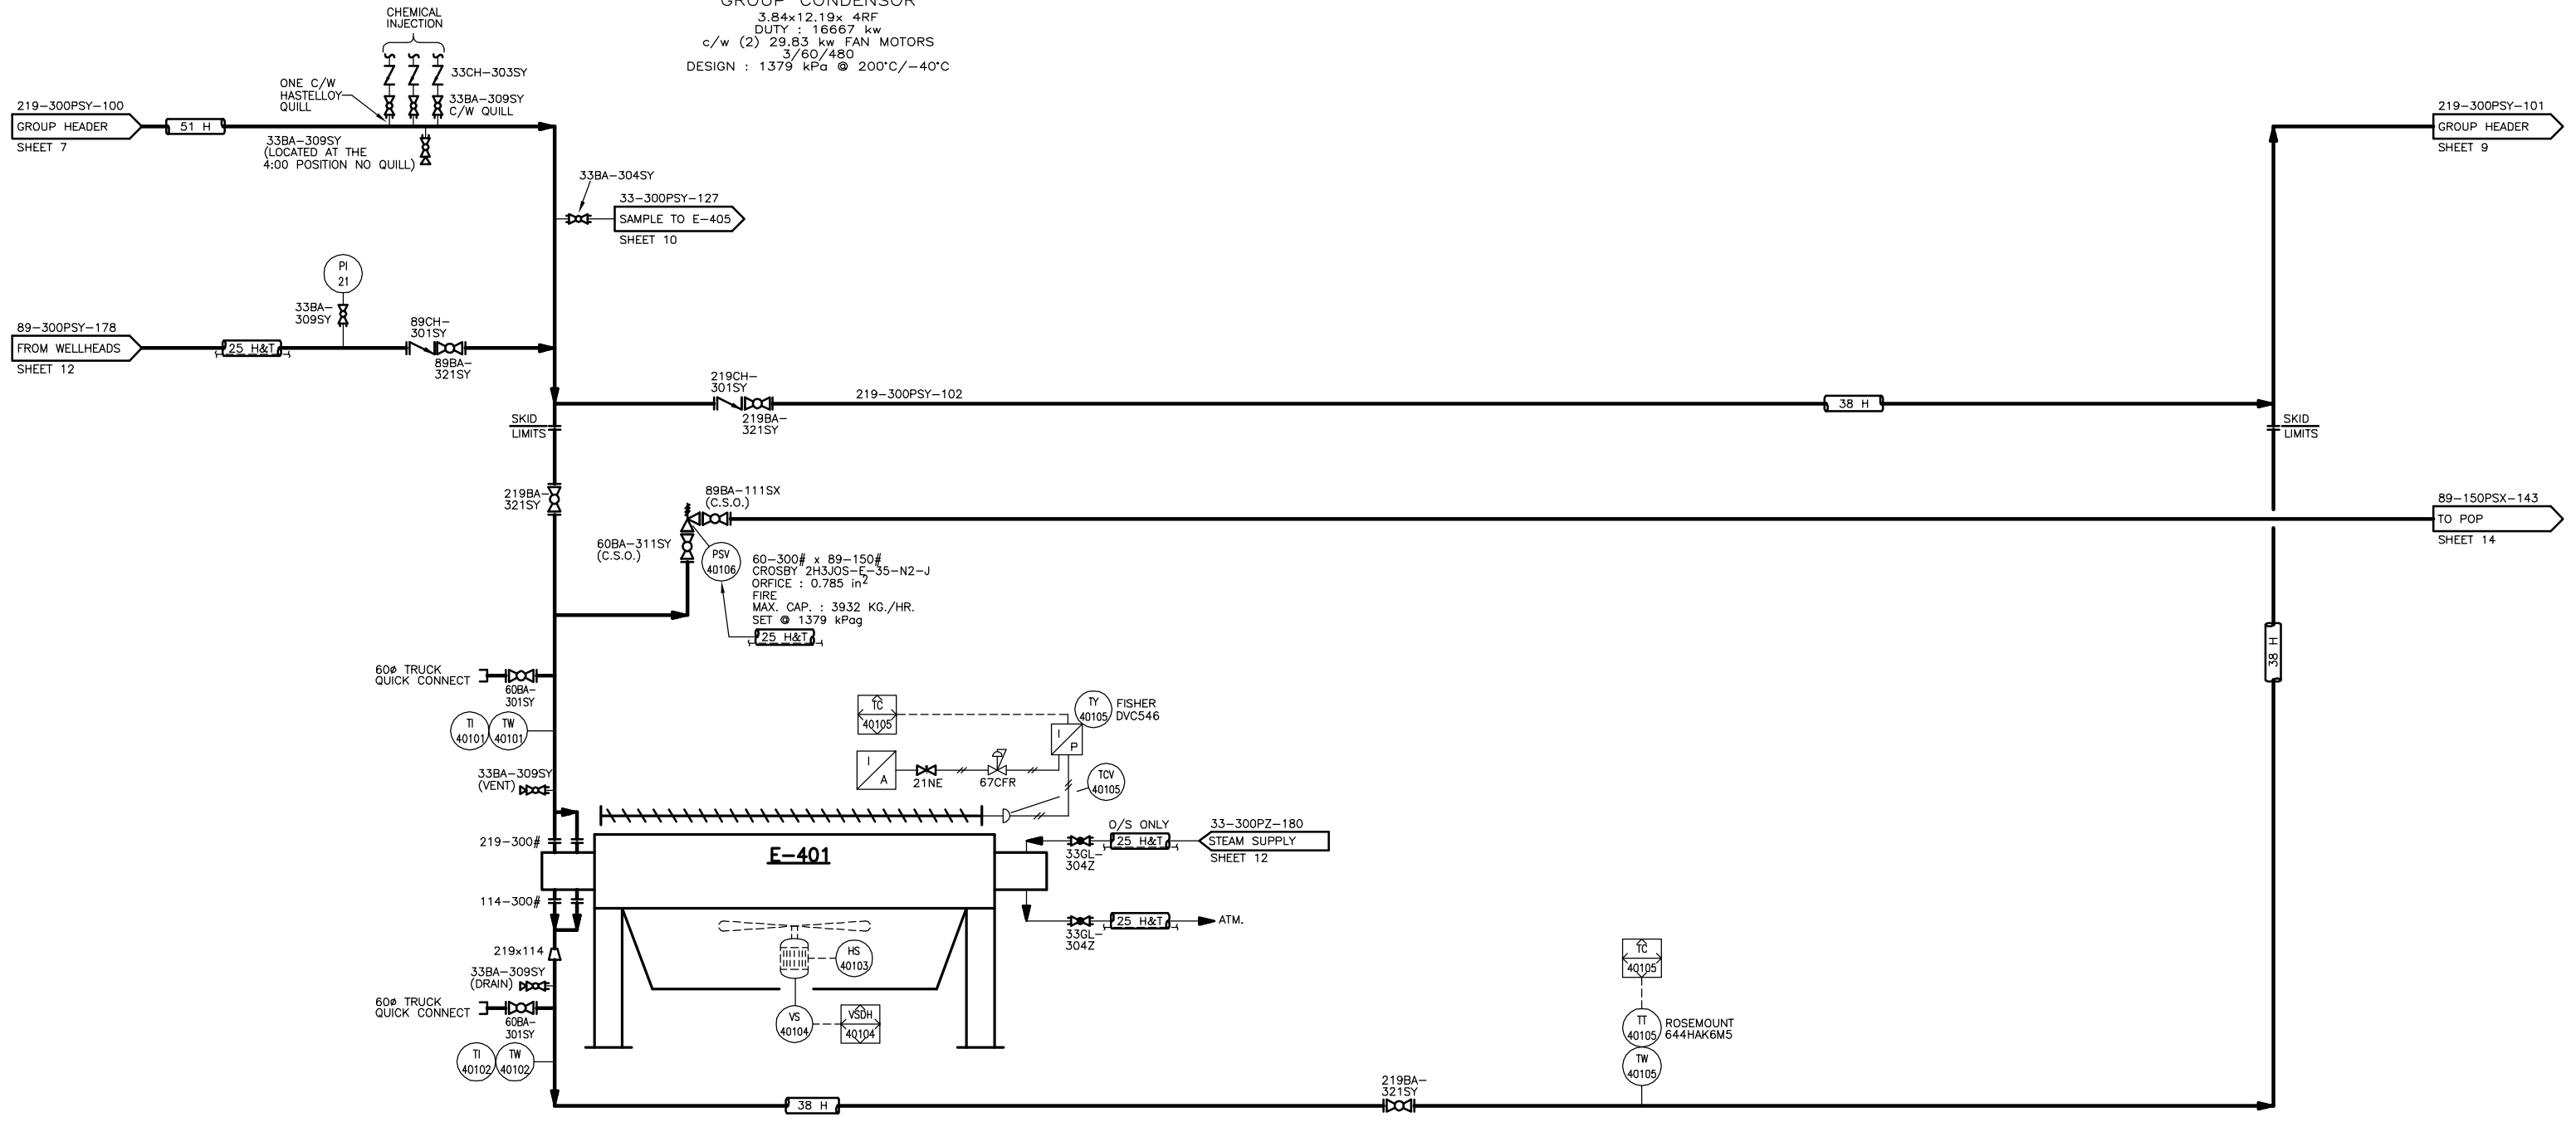 GROUP CONDENSOR
3.84x12.19x 4RF
DUTY : 16667 kw
c/w (2) 29.83 kw FAN MOTORS
3/60/480
DESIGN : 1379 kPa @ 200°C/-40°C
CHEMICAL
INJECTION
33CH-303SY
ONE C/W
HASTELLOY
QUILL
33BA-309SY
C/W QUILL
219-300PSY-100
GROUP HEADER
SHEET 7
51 H
33BA-309SY
(LOCATED AT THE
4:00 POSITION NO QUILL)
219-300PSY-101
GROUP HEADER
SHEET 9
33BA-304SY
33-300PSY-127
SAMPLE TO E-405
SHEET 10
PI
21
33BA-
309SY
89-300PSY-178
FROM WELLHEADS
SHEET 12
25 H&T
89CH-
301SY
89BA-
321SY
219CH-
301SY
219BA-
321SY
219-300PSY-102
38 H
SKID
LIMITS
SKID
LIMITS
219BA-
321SY
89BA-111SX
(C.S.O.)
60BA-311SY
(C.S.O.)
PSV
40106
60-300# x 89-150#
CROSBY 2H3JOS-E-35-N2-J
ORFICE : 0.785 in2
FIRE
MAX. CAP. : 3932 KG./HR.
SET @ 1379 kPag
25 H&T
89-150PSX-143
TO POP
SHEET 14
38 H
60ø TRUCK
QUICK CONNECT
60BA-
301SY
TI
40101
TW
40101
TC
40105
TY
40105
FISHER
DVC546
I
P
I
A
21NE
67CFR
TCV
40105
33BA-309SY
(VENT)
219-300#
E-401
O/S ONLY
25 H&T
33GL-
304Z
33-300PZ-180
STEAM SUPPLY
SHEET 12
114-300#
33GL-
304Z
25 H&T
ATM.
219x114
33BA-309SY
(DRAIN)
HS
40103
60ø TRUCK
QUICK CONNECT
60BA-
301SY
VS
40104
VSDH
40104
TI
40102
TW
40102
TC
40105
TT
40105
ROSEMOUNT
644HAK6M5
TW
40105
38 H
219BA-
321SY